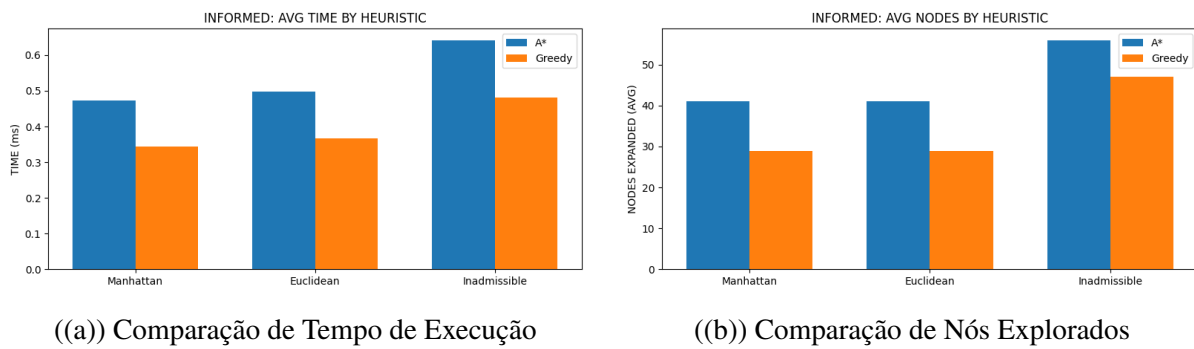 INFORMED: AVG TIME BY HEURISTIC
A*
Greedy
TIME (ms)
0.6
0.5
0.4
0.3
0.2
0.1
0.0
Manhattan
Euclidean
Inadmissible
((a)) Comparação de Tempo de Execução
INFORMED: AVG NODES BY HEURISTIC
A*
Greedy
NODES EXPANDED (AVG)
50
40
30
20
10
0
Manhattan
Euclidean
Inadmissible
((b)) Comparação de Nós Explorados